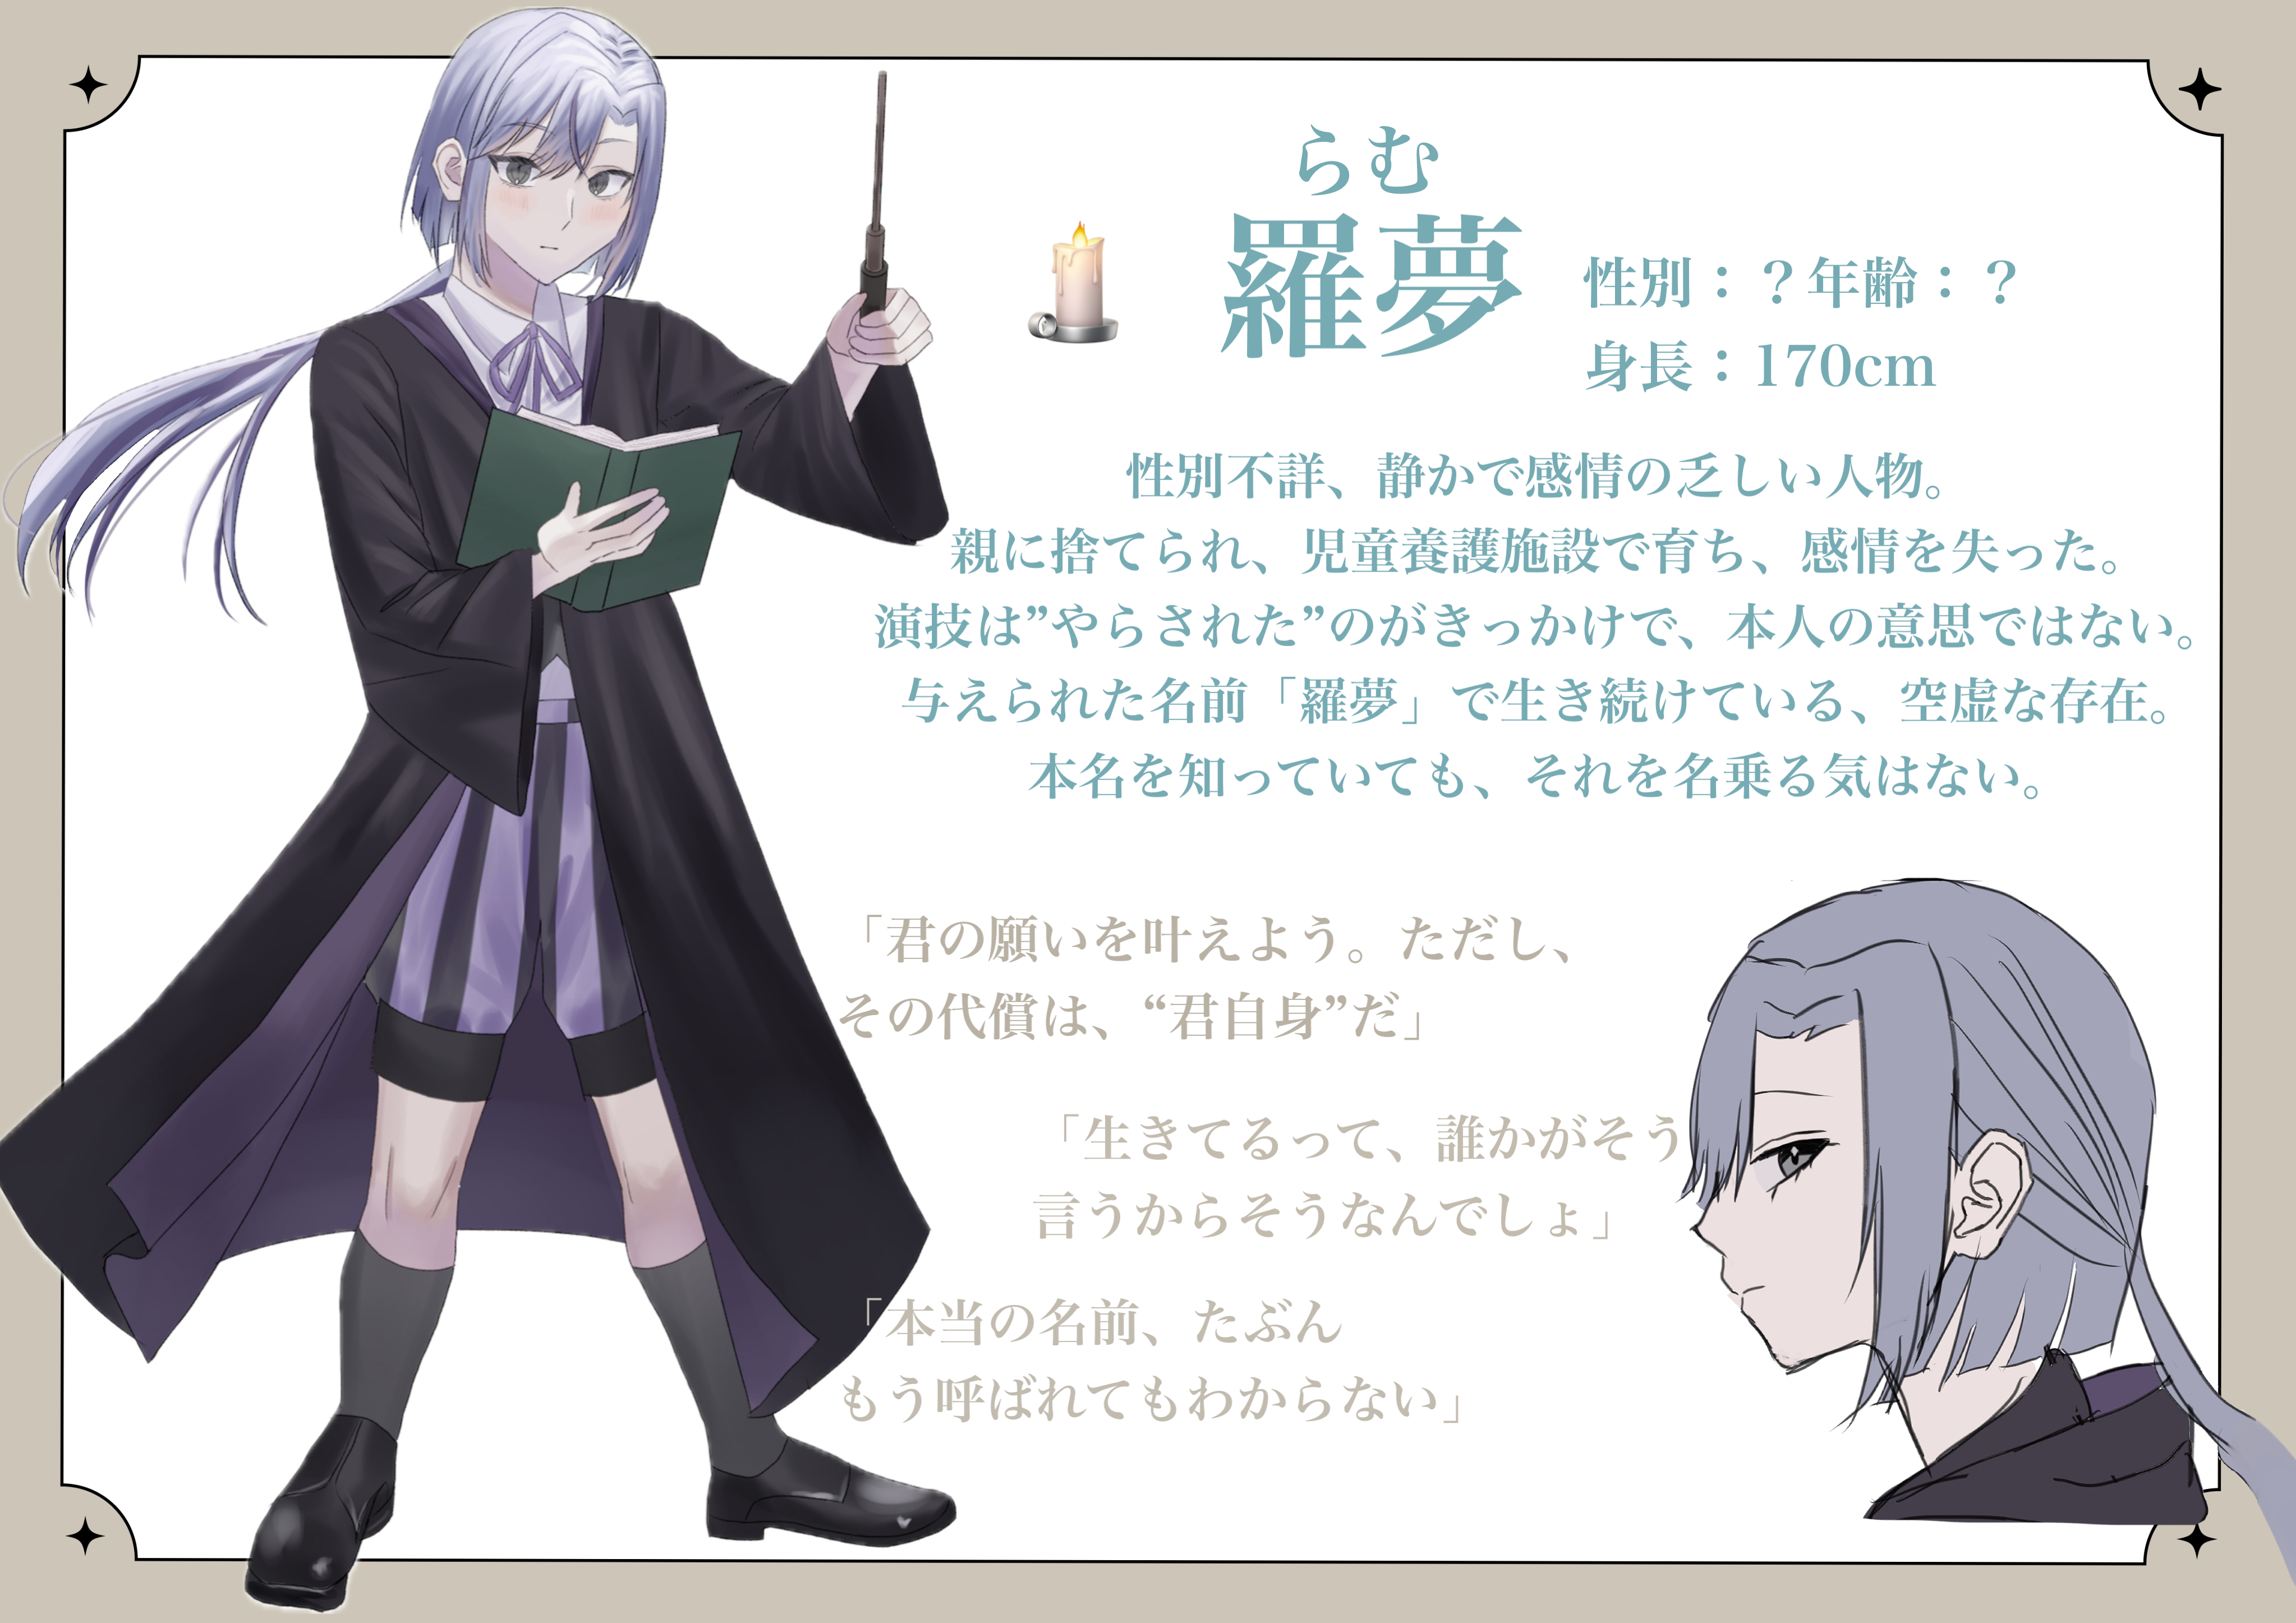 らむ
羅夢
性別：？年齢：？
身長：170cm
性別不詳、静かで感情の乏しい人物。
親に捨てられ、児童養護施設で育ち、感情を失った。
演技は”やらされた”のがきっかけで、本人の意思ではない。
与えられた名前「羅夢」で生き続けている、空虚な存在。
本名を知っていても、それを名乗る気はない。
「君の願いを叶えよう。ただし、
その代償は、“君自身”だ」
「生きてるって、誰かがそう
言うからそうなんでしょ」
「本当の名前、たぶん
もう呼ばれてもわからない」